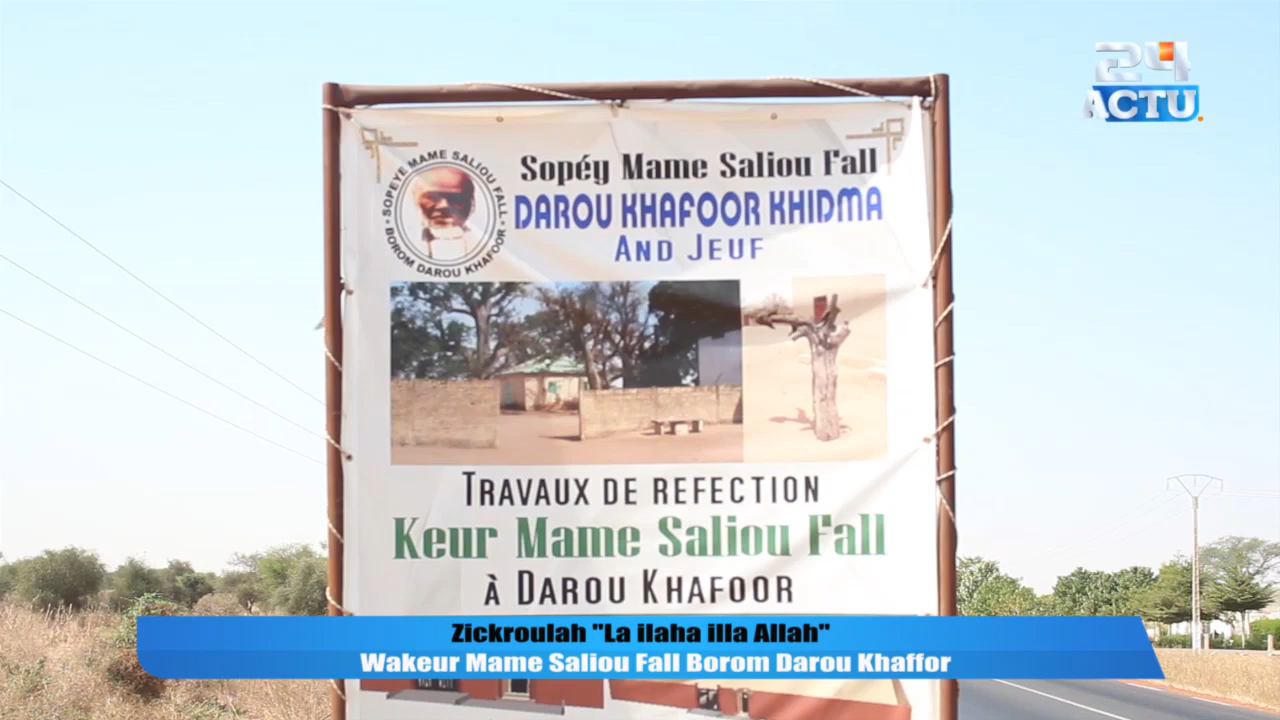 24
ACTU.
SOPEYE MAME SALIOU FALL
BOROM DAROU KHAFOOR
Sopéy Mame Saliou Fall
DAROU KHAFOOR KHIDMA
AND JEUF
TRAVAUX DE REFECTION
Keur Mame Saliou Fall
à DAROU KHAFOOR
Zickroulah "La ilaha illa Allah"
Wakeur Mame Saliou Fall Borom Darou Khaffor